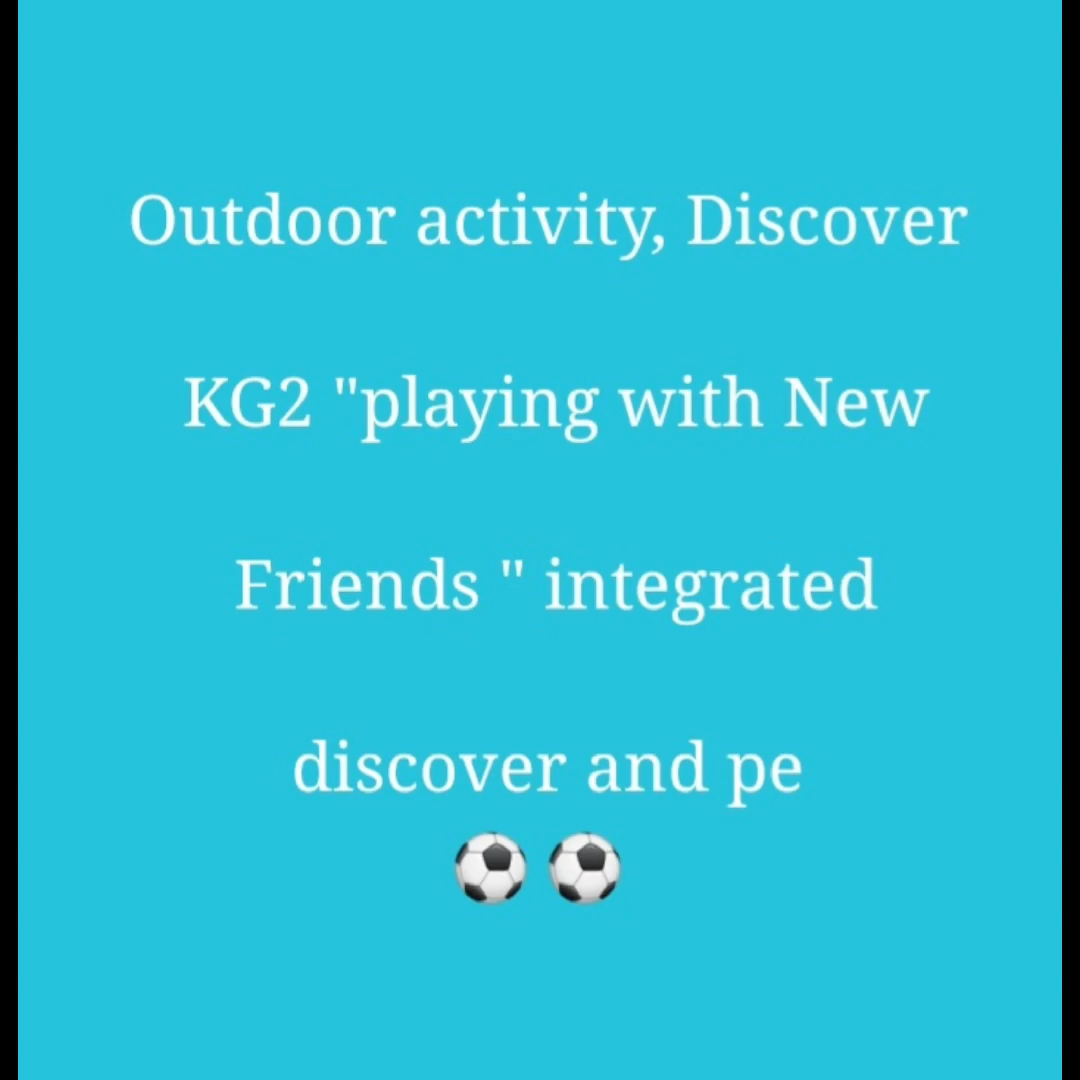 Outdoor activity, Discover
KG2 "playing with New
Friends " integrated
discover and pe
⚽ ⚽